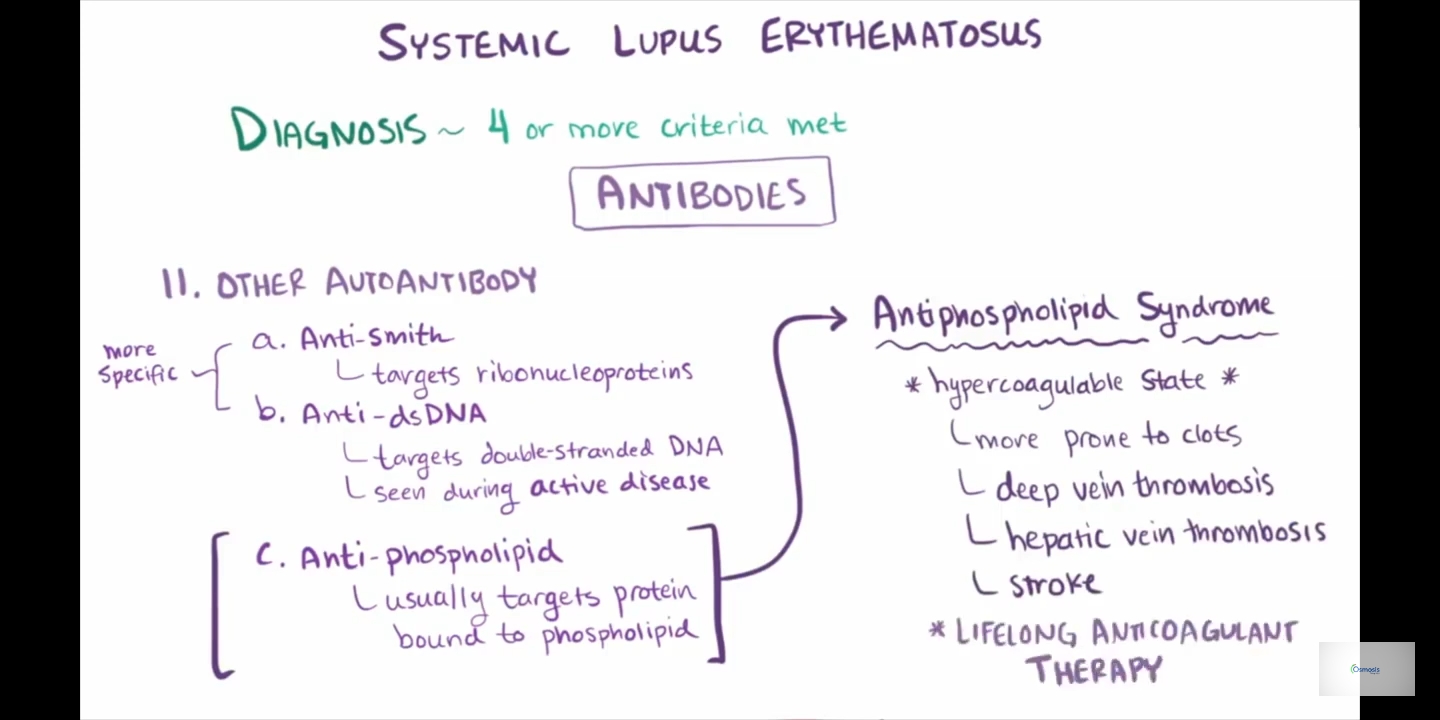 SYSTEMIC LUPUS ERYTHEMATOSUS
DIAGNOSIS ~ 4 or more criteria met
ANTIBODIES
11. OTHER AUTOANTIBODY
more
specific
a. Anti-smith
targets ribonucleoproteins
b. Anti-dsDNA
targets double-stranded DNA
seen during active disease
c. Anti-phospholipid
usually targets protein
bound to phospholipid
Antiphospholipid Syndrome
* hypercoagulable state *
more prone to clots
deep vein thrombosis
hepatic vein thrombosis
stroke
* LIFELONG ANTICOAGULANT
THERAPY
Osmosis